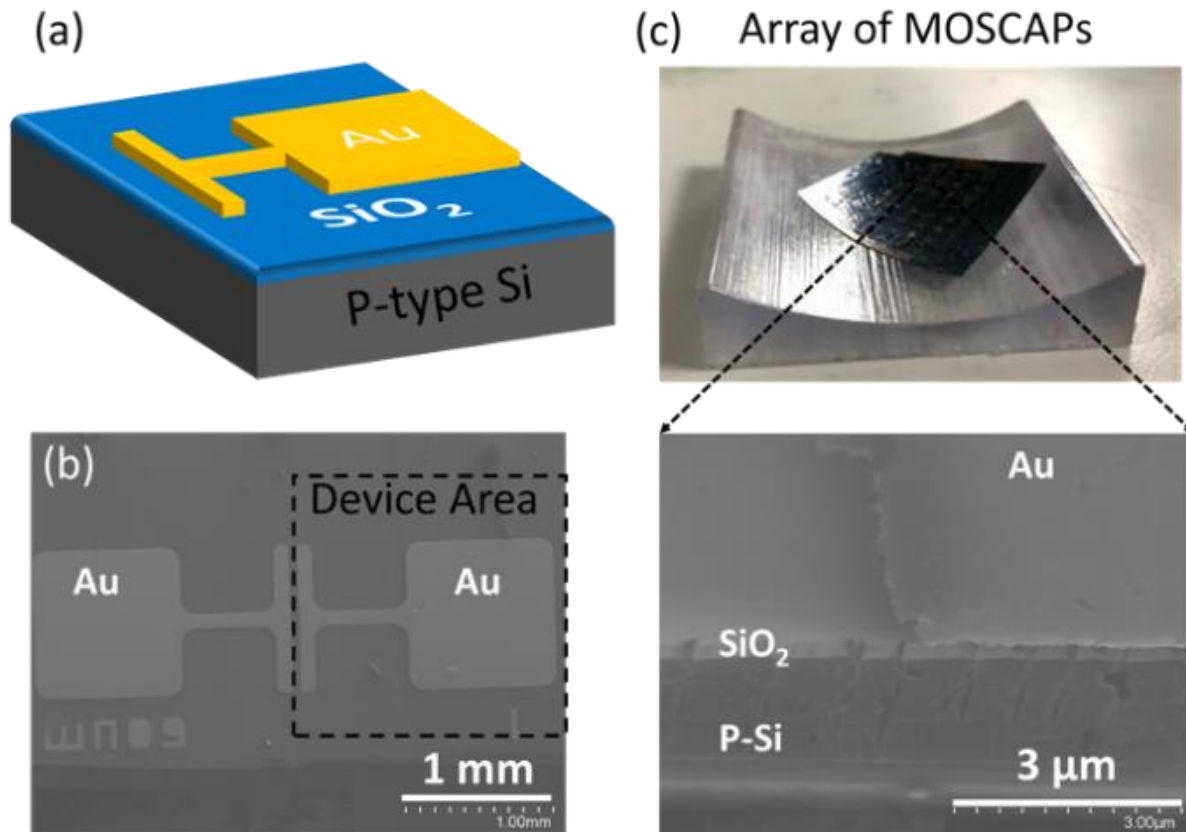 (a)
Au
SiO₂
P-type Si
(b)
Device Area
Au
Au
1 mm
1.00mm
(c) Array of MOSCAPs
Au
SiO₂
P-Si
3 μm
3.00μm